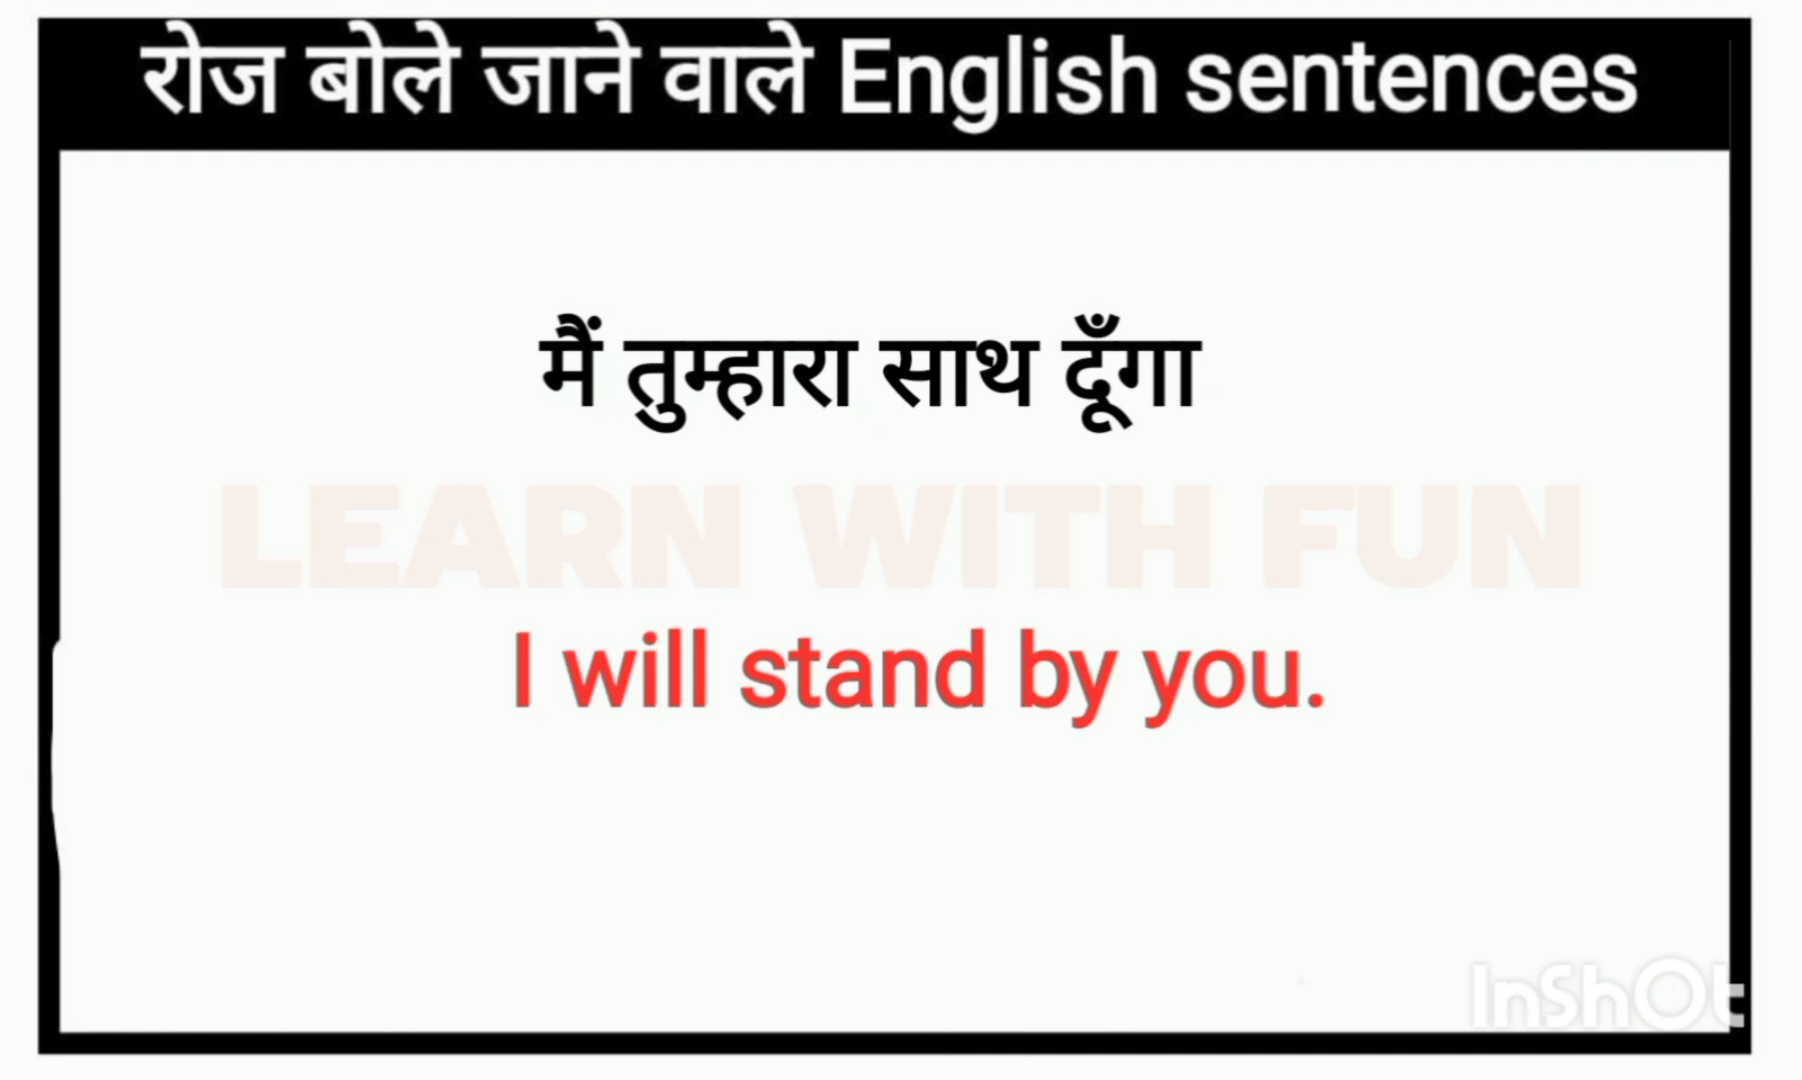 रोज बोले जाने वाले English sentences
मैं तुम्हारा साथ दूँगा
LEARN WITH FUN
I will stand by you.
InShOt